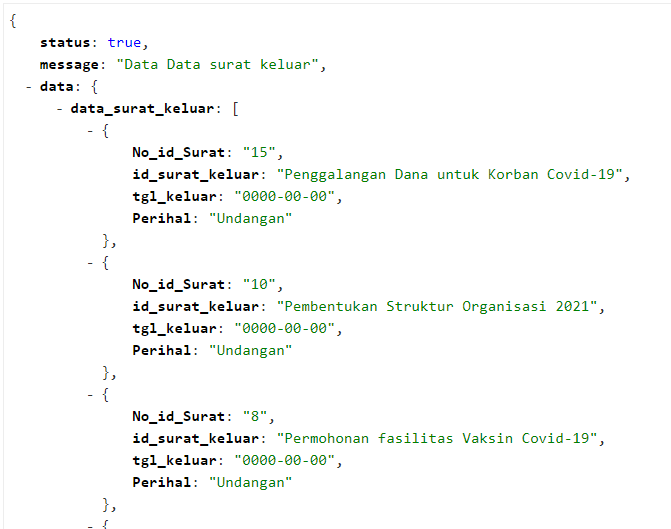 {
status: true,
message: "Data Data surat keluar",
- data: {
- data_surat_keluar: [
- {
No_id_Surat: "15",
id_surat_keluar: "Penggalangan Dana untuk Korban Covid-19",
tgl_keluar: "0000-00-00",
Perihal: "Undangan"
},
- {
No_id_Surat: "10",
id_surat_keluar: "Pembentukan Struktur Organisasi 2021",
tgl_keluar: "0000-00-00",
Perihal: "Undangan"
},
- {
No_id_Surat: "8",
id_surat_keluar: "Permohonan fasilitas Vaksin Covid-19",
tgl_keluar: "0000-00-00",
Perihal: "Undangan"
},
- {